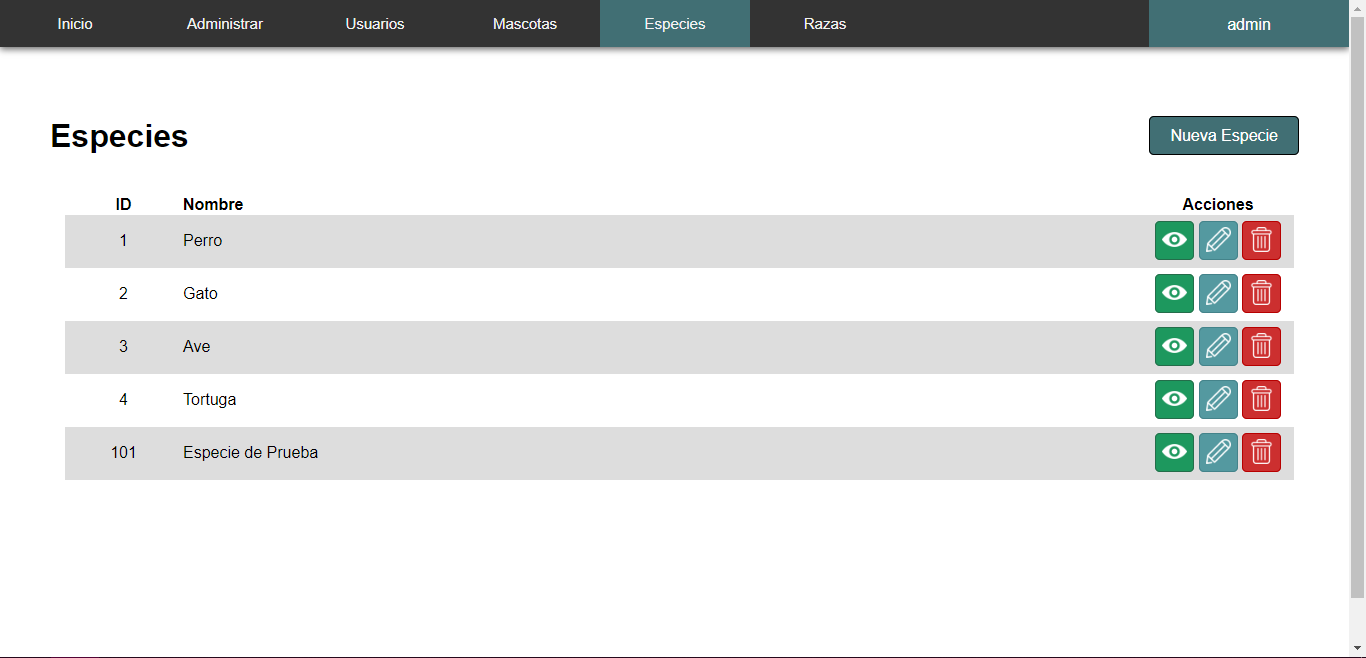 Inicio Administrar Usuarios Mascotas Especies Razas admin
Especies Nueva Especie
ID Nombre Acciones
1 Perro
2 Gato
3 Ave
4 Tortuga
101 Especie de Prueba